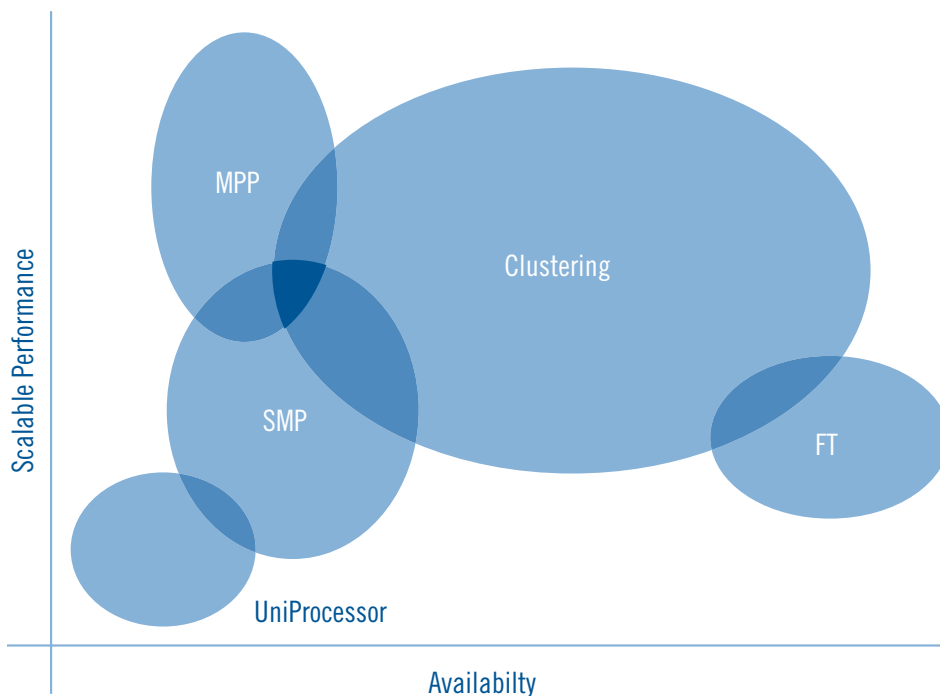 MPP
Clustering
Scalable Performance
SMP
FT
UniProcessor
Availabilty